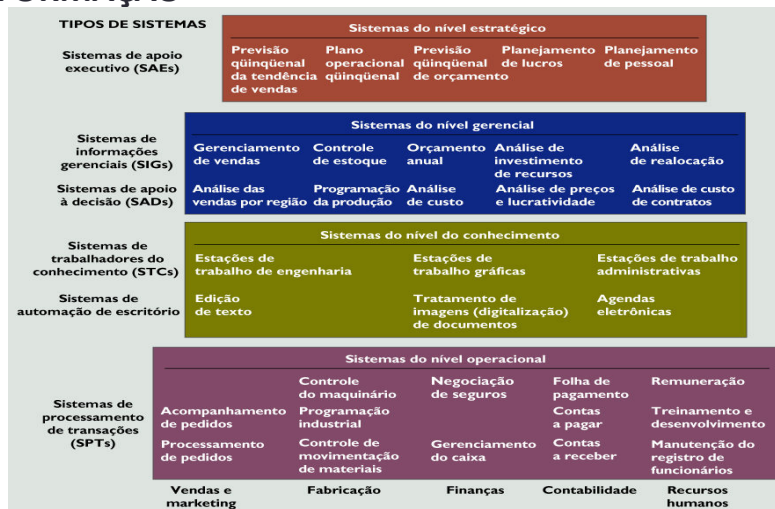 TIPOS DE SISTEMAS
Sistemas do nível estratégico
Sistemas de apoio
executivo (SAEs)
Previsão
qüinqüenal
da tendência
de vendas
Plano
operacional
qüinqüenal
Previsão
qüinqüenal
de orçamento
Planejamento
de lucros
Planejamento
de pessoal
Sistemas do nível gerencial
Sistemas de
informações
gerenciais (SIGs)
Gerenciamento
de vendas
Controle
de estoque
Orçamento
anual
Análise de
investimento
de recursos
Análise
de realocação
Sistemas de apoio
à decisão (SADs)
Análise das
vendas por região
Programação
da produção
Análise
de custo
Análise de preços
e lucratividade
Análise de custo
de contratos
Sistemas do nível do conhecimento
Sistemas de
trabalhadores do
conhecimento (STCs)
Estações de
trabalho de engenharia
Estações de
trabalho gráficas
Estações de trabalho
administrativas
Sistemas de
automação de escritório
Edição
de texto
Tratamento de
imagens (digitalização)
de documentos
Agendas
eletrônicas
Sistemas do nível operacional
Sistemas de
processamento
de transações
(SPTs)
Controle
do maquinário
Negociação
de seguros
Folha de
pagamento
Remuneração
Acompanhamento
de pedidos
Programação
industrial
Contas
a pagar
Treinamento e
desenvolvimento
Processamento
de pedidos
Controle de
movimentação
de materiais
Gerenciamento
do caixa
Contas
a receber
Manutenção do
registro de
funcionários
Vendas e
marketing
Fabricação
Finanças
Contabilidade
Recursos
humanos